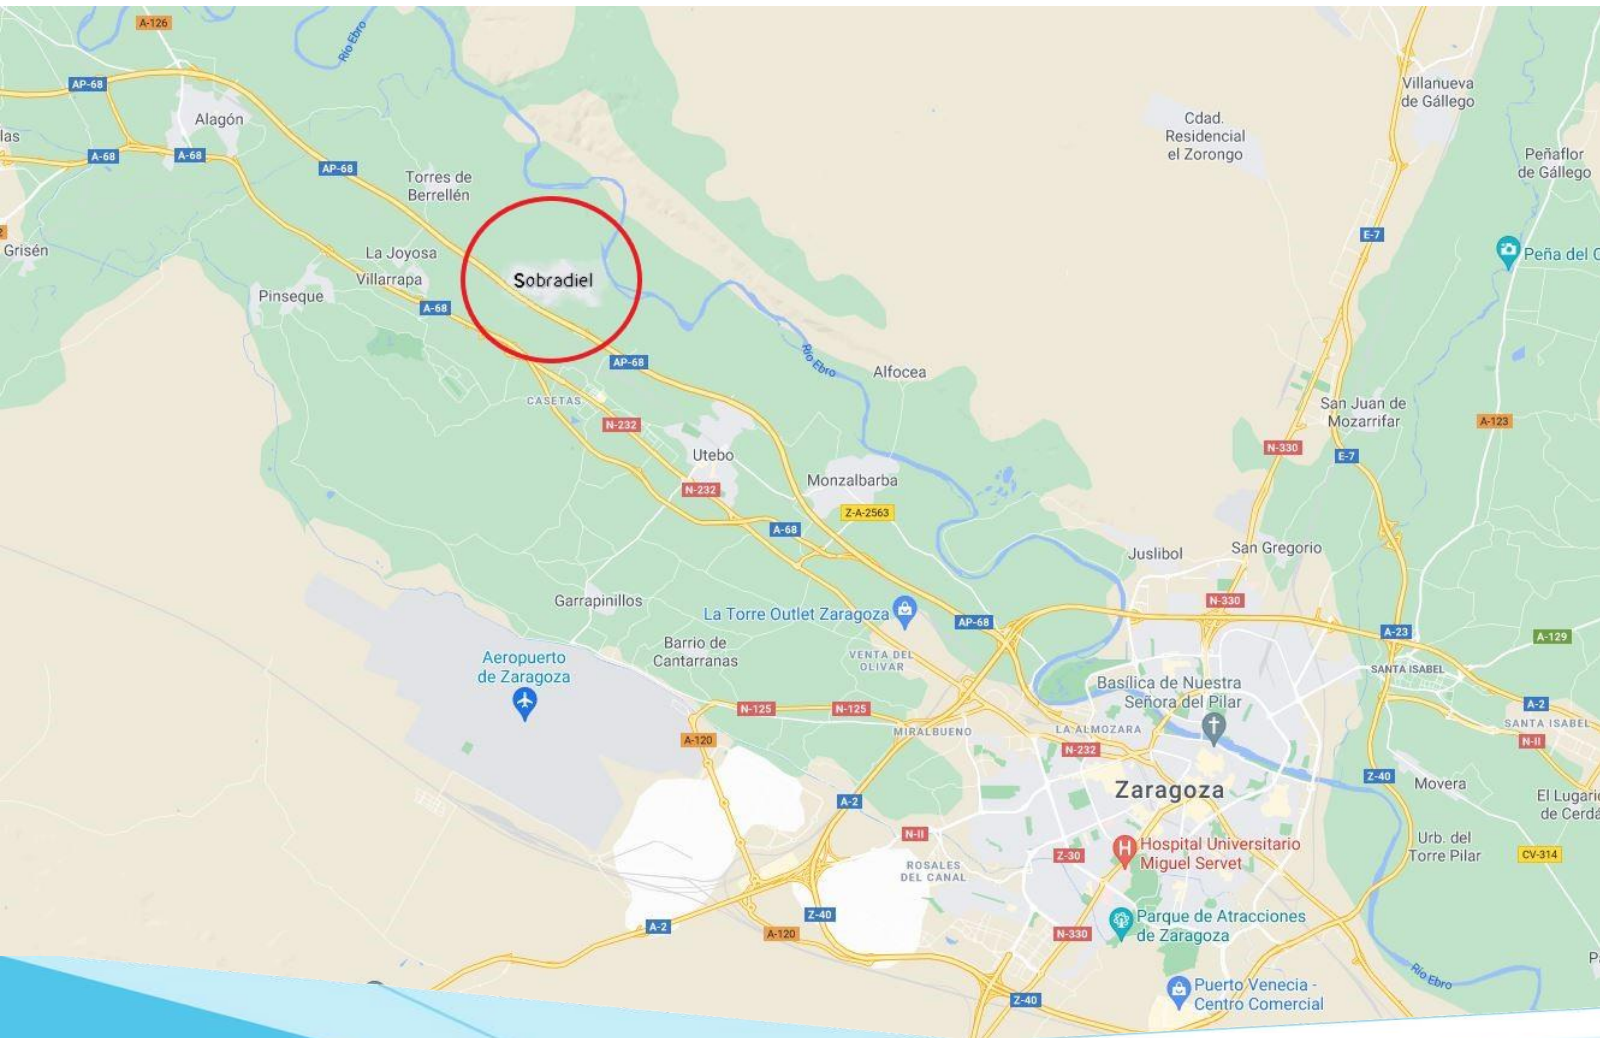 A-126
Río Ebro
AP-68
Villanueva
de Gállego
Alagón
Cdad.
Residencial
el Zorongo
las
A-68
A-68
AP-68
Peñaflor
de Gállego
Torres de
Berrellén
Grisén
E-7
La Joyosa
Peña del C
Villarrapa
Sobradiel
Pinseque
A-68
AP-68
Río Ebro
Alfocea
CASETAS
San Juan de
Mozarrifar
N-232
A-123
N-330
E-7
Utebo
N-232
Monzalbarba
Z-A-2563
A-68
Juslibol
San Gregorio
Garrapinillos
N-330
La Torre Outlet Zaragoza
AP-68
A-23
A-129
Barrio de
Cantarranas
Aeropuerto
de Zaragoza
VENTA DEL
OLIVAR
SANTA ISABEL
Basílica de Nuestra
Señora del Pilar
N-125
N-125
A-2
SANTA ISABEL
MIRALBUENO
LA ALMOZARA
A-120
N-232
N-II
Z-40
Movera
Zaragoza
A-2
El Lugari
de Cerdá
N-II
Urb. del
Torre Pilar
Hospital Universitario
Miguel Servet
Z-30
CV-314
ROSALES
DEL CANAL
Z-40
Parque de Atracciones
de Zaragoza
A-2
A-120
N-330
Río Ebro
Puerto Venecia -
Centro Comercial
Z-40